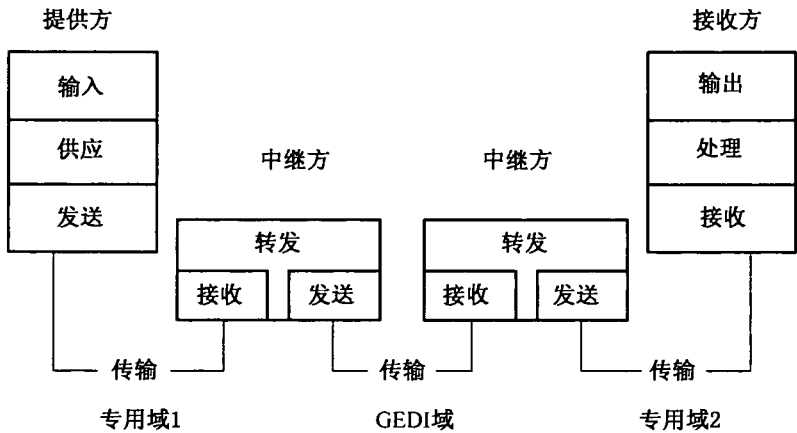 提供方
接收方
输入
输出
供应
处理
中继方
中继方
发送
接收
转发
转发
接收
发送
接收
发送
传输
传输
传输
专用域1
GEDI域
专用域2